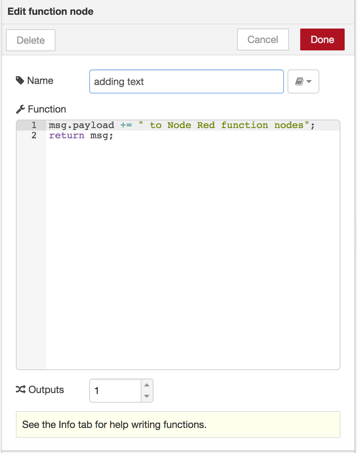 Edit function node
Delete Cancel Done
Name adding text
Function
1 msg.payload += " to Node Red function nodes";
2 return msg;
Outputs 1
See the Info tab for help writing functions.